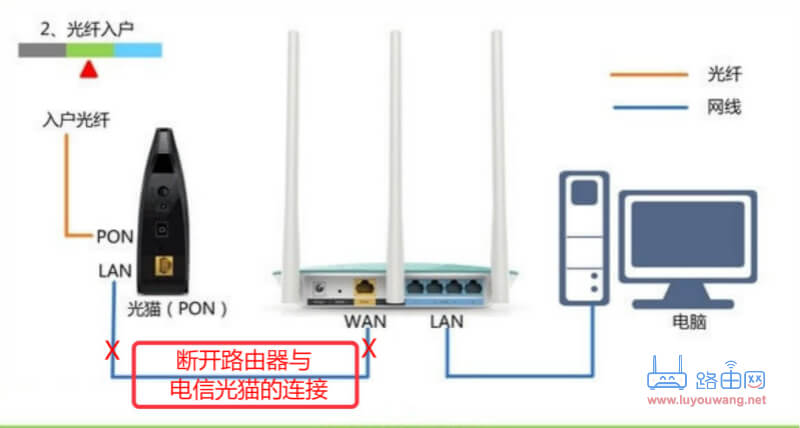 2、光纤入户
光纤
网线
入户光纤
PON
LAN
光猫（PON）
WAN
LAN
电脑
断开路由器与
电信光猫的连接
X
X
路由网
www.luyouwang.net